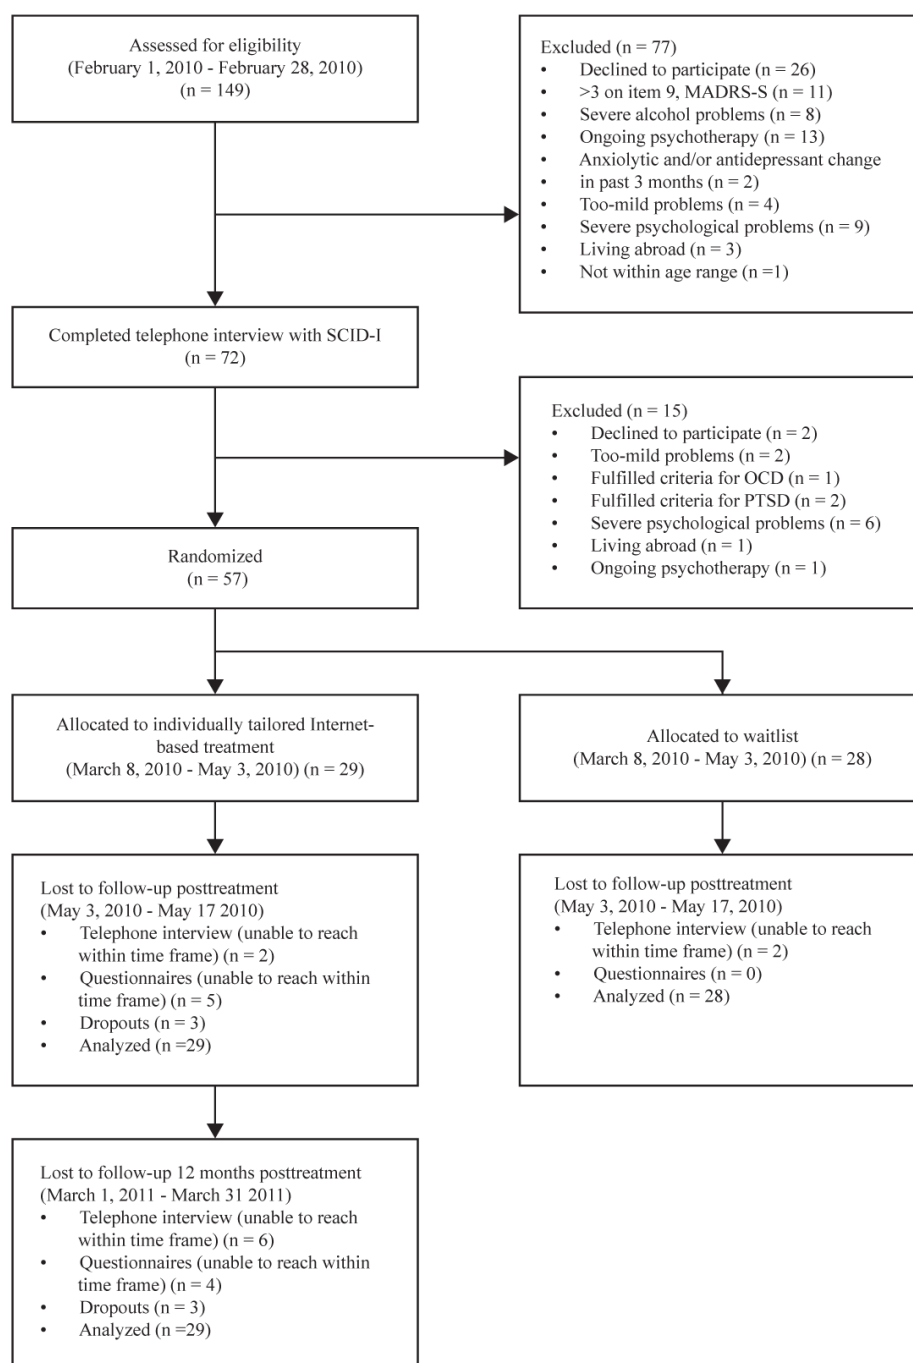 Assessed for eligibility
(February 1, 2010 - February 28, 2010)
(n = 149)
Excluded (n = 77)
• Declined to participate (n = 26)
• >3 on item 9, MADRS-S (n = 11)
• Severe alcohol problems (n = 8)
• Ongoing psychotherapy (n = 13)
• Anxiolytic and/or antidepressant change
• in past 3 months (n = 2)
• Too-mild problems (n = 4)
• Severe psychological problems (n = 9)
• Living abroad (n = 3)
• Not within age range (n =1)
Completed telephone interview with SCID-I
(n = 72)
Excluded (n = 15)
• Declined to participate (n = 2)
• Too-mild problems (n = 2)
• Fulfilled criteria for OCD (n = 1)
• Fulfilled criteria for PTSD (n = 2)
• Severe psychological problems (n = 6)
• Living abroad (n = 1)
• Ongoing psychotherapy (n = 1)
Randomized
(n = 57)
Allocated to individually tailored Internet-
based treatment
(March 8, 2010 - May 3, 2010) (n = 29)
Allocated to waitlist
(March 8, 2010 - May 3, 2010) (n = 28)
Lost to follow-up posttreatment
(May 3, 2010 - May 17 2010)
• Telephone interview (unable to reach
within time frame) (n = 2)
• Questionnaires (unable to reach within
time frame) (n = 5)
• Dropouts (n = 3)
• Analyzed (n =29)
Lost to follow-up posttreatment
(May 3, 2010 - May 17, 2010)
• Telephone interview (unable to reach
within time frame) (n = 2)
• Questionnaires (n = 0)
• Analyzed (n = 28)
Lost to follow-up 12 months posttreatment
(March 1, 2011 - March 31 2011)
• Telephone interview (unable to reach
within time frame) (n = 6)
• Questionnaires (unable to reach within
time frame) (n = 4)
• Dropouts (n = 3)
• Analyzed (n =29)